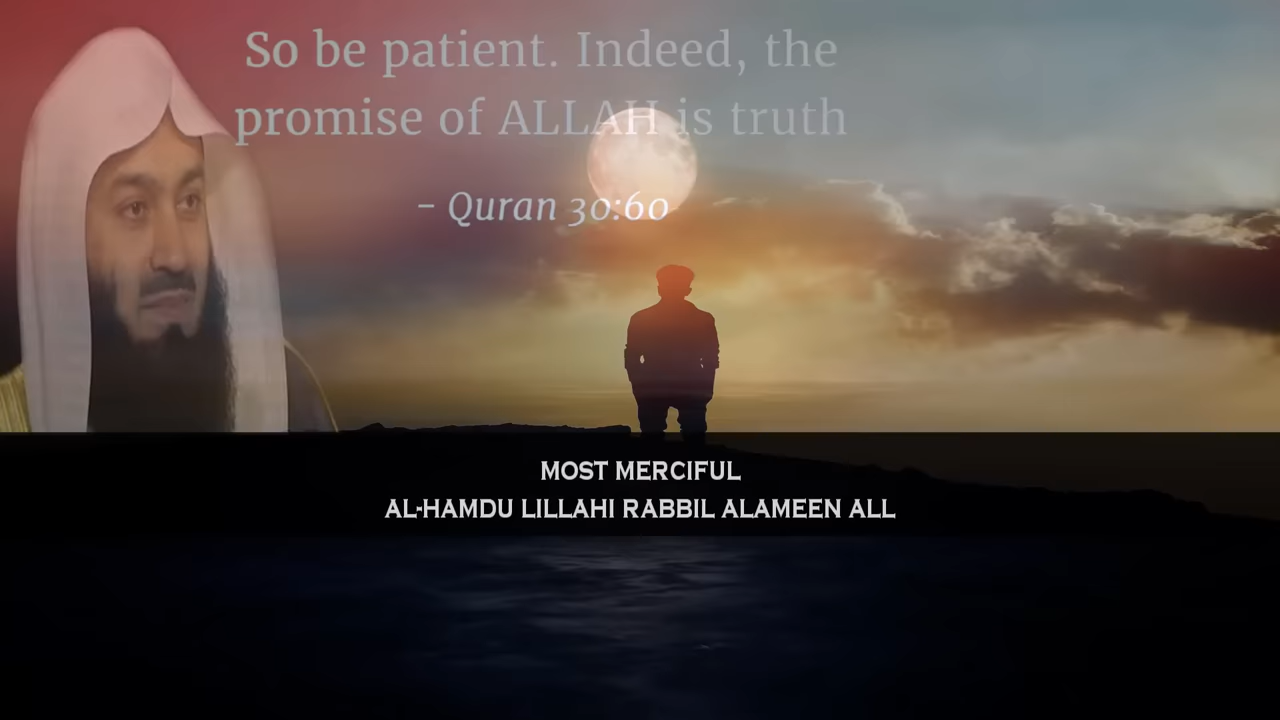 So be patient. Indeed, the
promise of ALLAH is truth
– Quran 30:60
MOST MERCIFUL
AL-HAMDU LILLAHI RABBIL ALAMEEN ALL